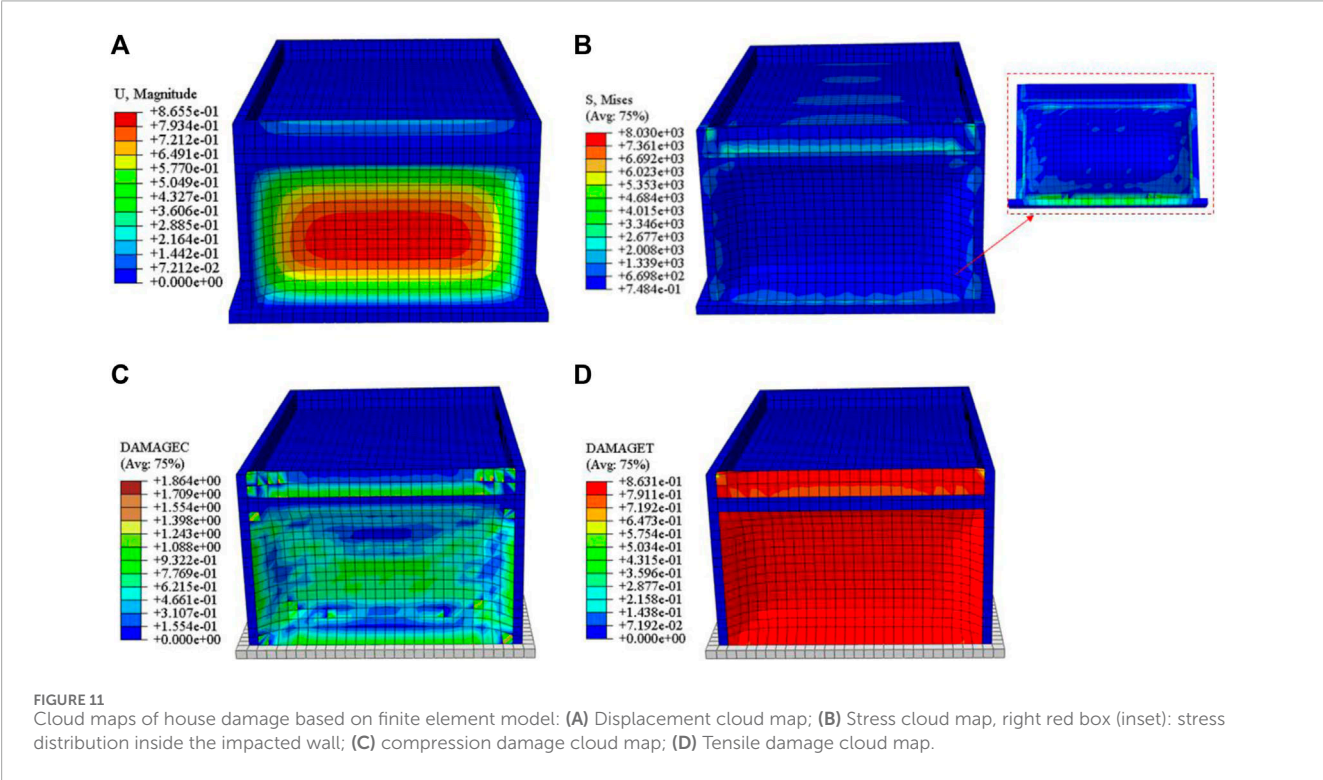 A
U, Magnitude
+8.655e-01
+7.934e-01
+7.212e-01
+6.491e-01
+5.770e-01
+5.049e-01
+4.327e-01
+3.606e-01
+2.885e-01
+2.164e-01
+1.442e-01
+7.212e-02
+0.000e+00
B
S, Mises
(Avg: 75%)
+8.030e+03
+7.361e+03
+6.692e+03
+6.023e+03
+5.353e+03
+4.684e+03
+4.015e+03
+3.346e+03
+2.677e+03
+2.008e+03
+1.339e+03
+6.698e+02
+7.484e-01
C
DAMAGEC
(Avg: 75%)
+1.864e+00
+1.709e+00
+1.554e+00
+1.398e+00
+1.243e+00
+1.088e+00
+9.322e-01
+7.769e-01
+6.215e-01
+4.661e-01
+3.107e-01
+1.554e-01
+0.000e+00
D
DAMAGET
(Avg: 75%)
+8.631e-01
+7.911e-01
+7.192e-01
+6.473e-01
+5.754e-01
+5.034e-01
+4.315e-01
+3.596e-01
+2.877e-01
+2.158e-01
+1.438e-01
+7.192e-02
+0.000e+00
FIGURE 11
Cloud maps of house damage based on finite element model: (A) Displacement cloud map; (B) Stress cloud map, right red box (inset): stress
distribution inside the impacted wall; (C) compression damage cloud map; (D) Tensile damage cloud map.